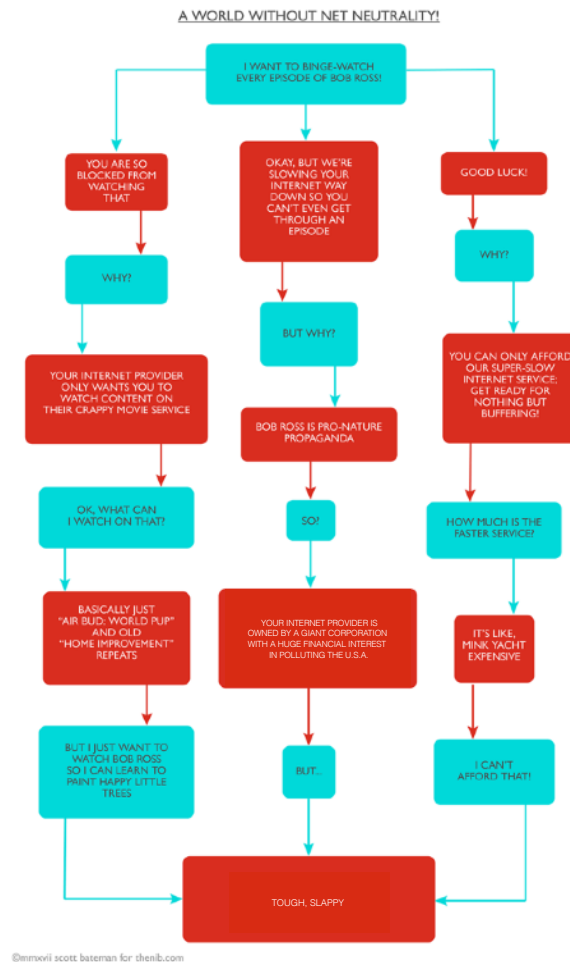 A WORLD WITHOUT NET NEUTRALITY!
I WANT TO BINGE-WATCH
EVERY EPISODE OF BOB ROSS!
YOU ARE SO
BLOCKED FROM
WATCHING
THAT
WHY?
YOUR INTERNET PROVIDER
ONLY WANTS YOU TO
WATCH CONTENT ON
THEIR CRAPPY MOVIE SERVICE
OK, WHAT CAN
I WATCH ON THAT?
BASICALLY JUST
"AIR BUD: WORLD PUP"
AND OLD
"HOME IMPROVEMENT"
REPEATS
BUT I JUST WANT TO
WATCH BOB ROSS
SO I CAN LEARN TO
PAINT HAPPY LITTLE
TREES
OKAY, BUT WE'RE
SLOWING YOUR
INTERNET WAY
DOWN SO YOU
CAN'T EVEN GET
THROUGH AN
EPISODE
BUT WHY?
BOB ROSS IS PRO-NATURE
PROPAGANDA
SO?
YOUR INTERNET PROVIDER IS
OWNED BY A GIANT CORPORATION
WITH A HUGE FINANCIAL INTEREST
IN POLLUTING THE U.S.A.
BUT...
GOOD LUCK!
WHY?
YOU CAN ONLY AFFORD
OUR SUPER-SLOW
INTERNET SERVICE;
GET READY FOR
NOTHING BUT
BUFFERING!
HOW MUCH IS THE
FASTER SERVICE?
IT'S LIKE,
MINK YACHT
EXPENSIVE
I CAN'T
AFFORD THAT!
TOUGH, SLAPPY
©mmxvii scott bateman for thenib.com